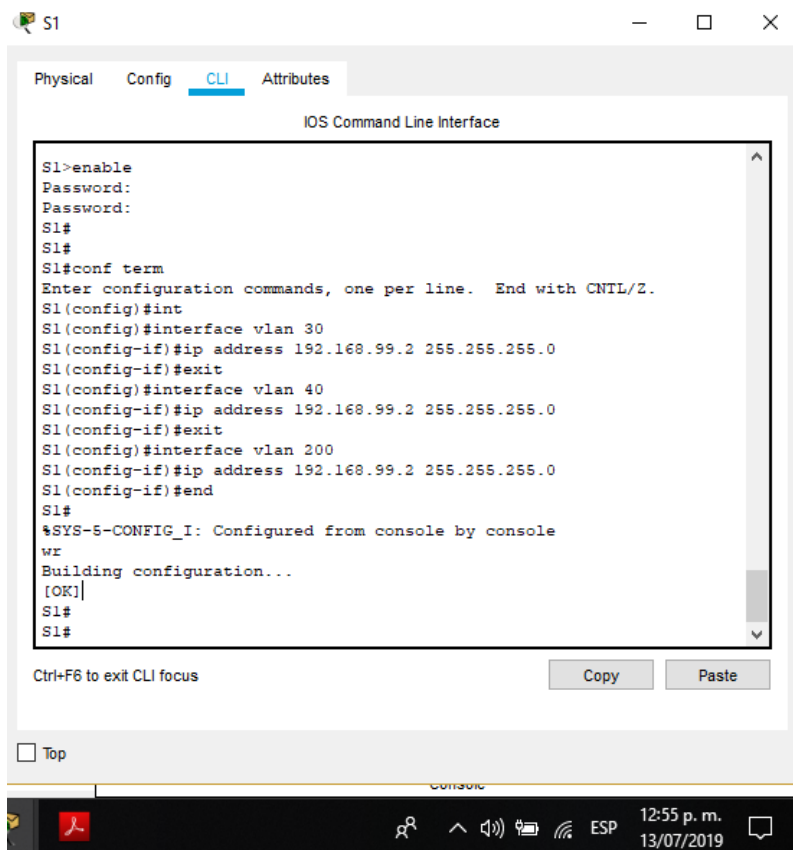 S1
Physical Config CLI Attributes
IOS Command Line Interface
S1>enable
Password:
Password:
S1#
S1#
S1#conf term
Enter configuration commands, one per line. End with CNTL/Z.
S1(config)#int
S1(config)#interface vlan 30
S1(config-if)#ip address 192.168.99.2 255.255.255.0
S1(config-if)#exit
S1(config)#interface vlan 40
S1(config-if)#ip address 192.168.99.2 255.255.255.0
S1(config-if)#exit
S1(config)#interface vlan 200
S1(config-if)#ip address 192.168.99.2 255.255.255.0
S1(config-if)#end
S1#
%SYS-5-CONFIG_I: Configured from console by console
wr
Building configuration...
[OK]
S1#
S1#
Ctrl+F6 to exit CLI focus
Copy Paste
Top
Console
ESP
12:55 p. m.
13/07/2019